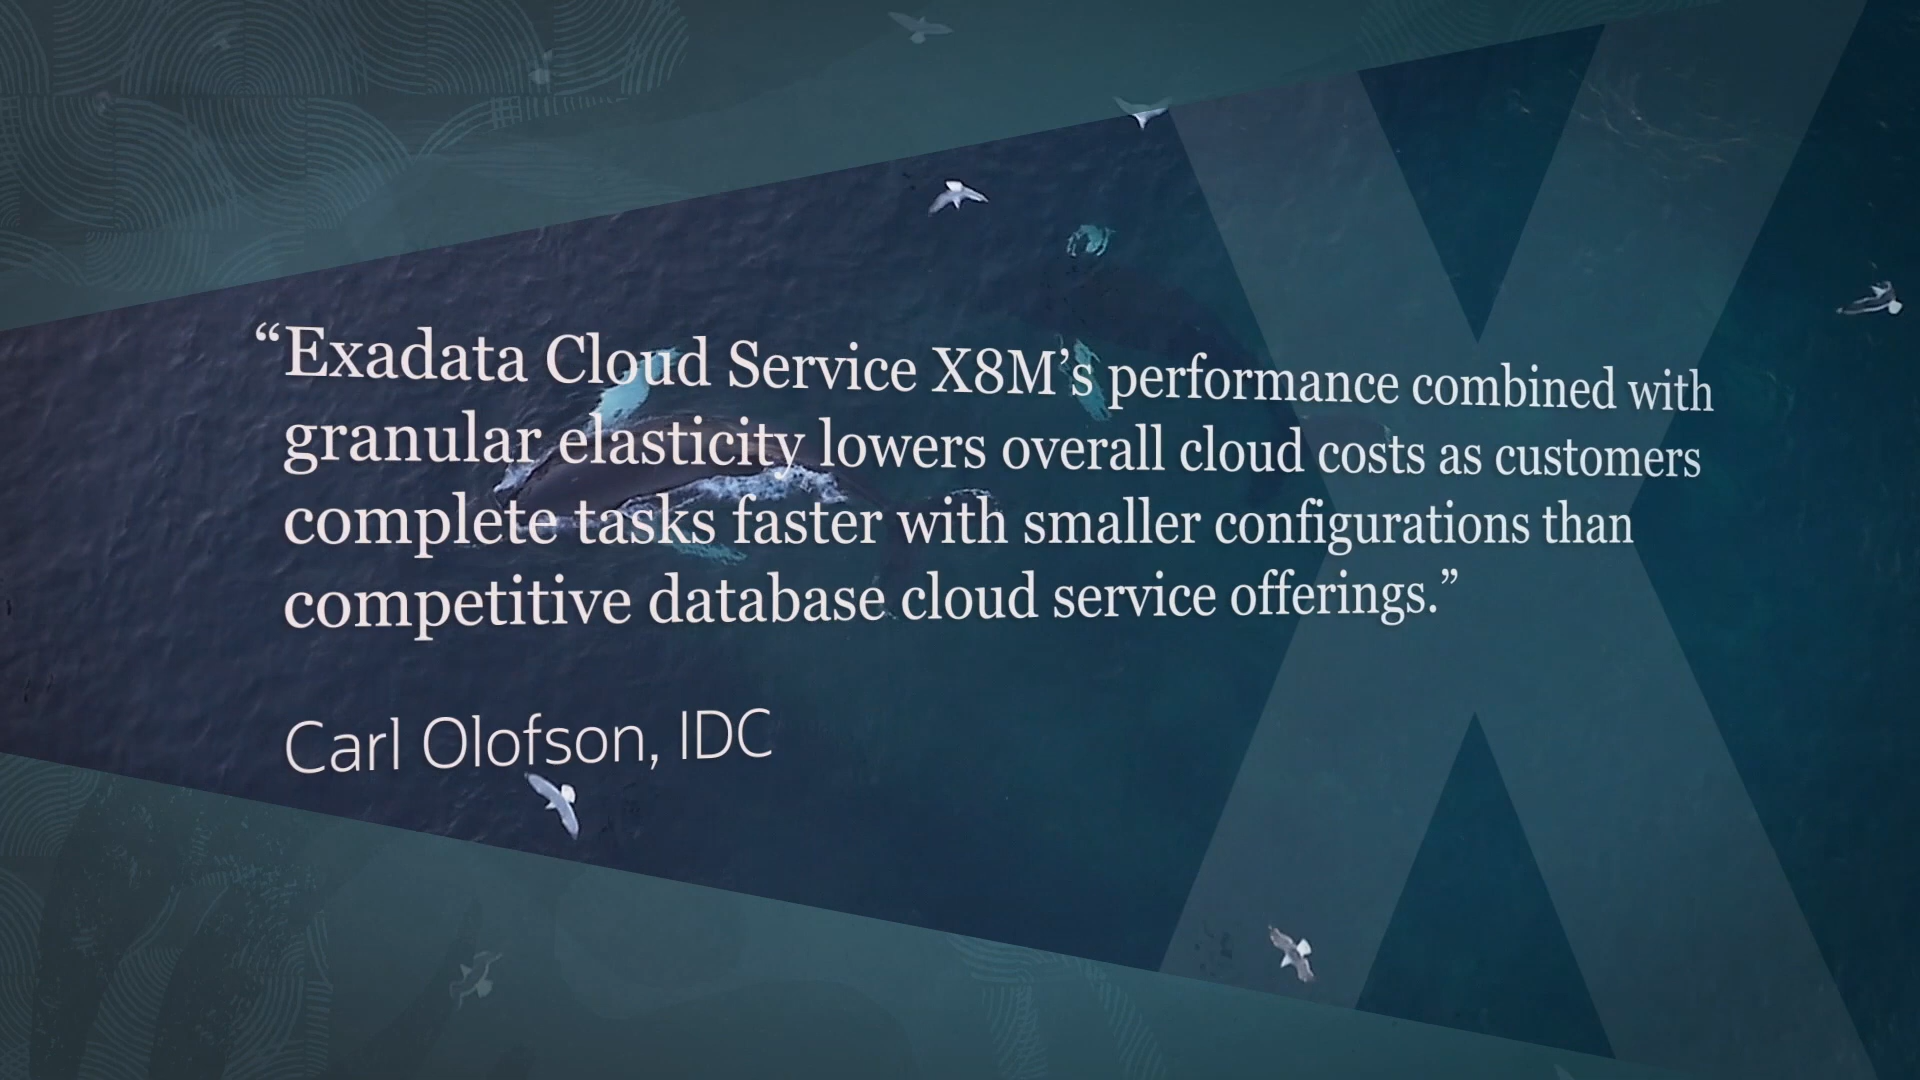 “Exadata Cloud Service X8M’s performance combined with
granular elasticity lowers overall cloud costs as customers
complete tasks faster with smaller configurations than
competitive database cloud service offerings.”
Carl Olofson, IDC